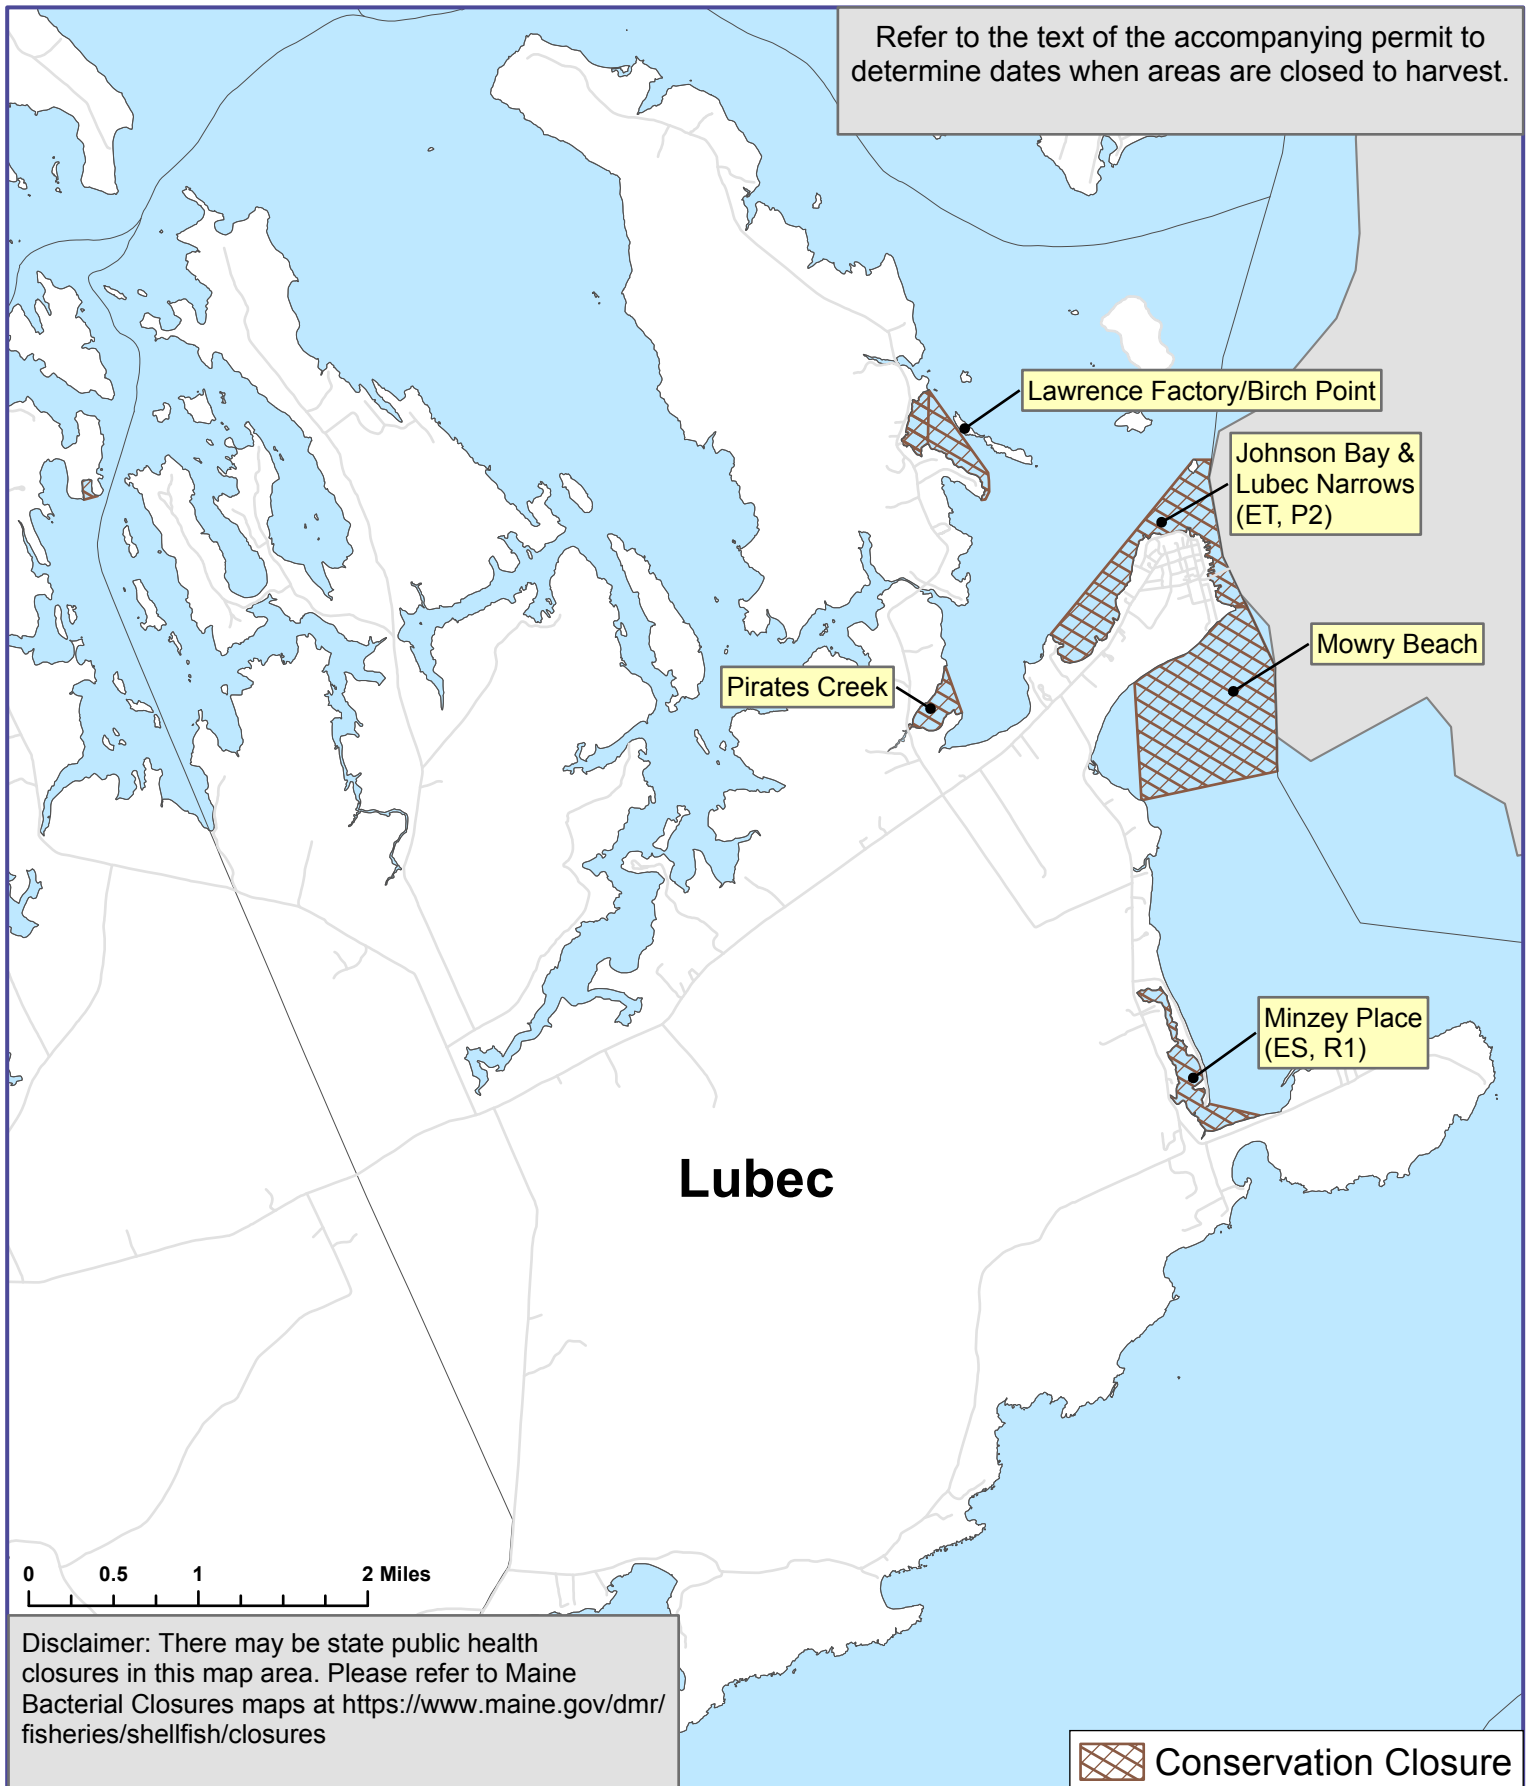 Refer to the text of the accompanying permit to
determine dates when areas are closed to harvest.
Lawrence Factory/Birch Point
Johnson Bay &
Lubec Narrows
(ET, P2)
Mowry Beach
Pirates Creek
Minzey Place
(ES, R1)
Lubec
0 0.5 1 2 Miles
Disclaimer: There may be state public health
closures in this map area. Please refer to Maine
Bacterial Closures maps at https://www.maine.gov/dmr/
fisheries/shellfish/closures
Conservation Closure